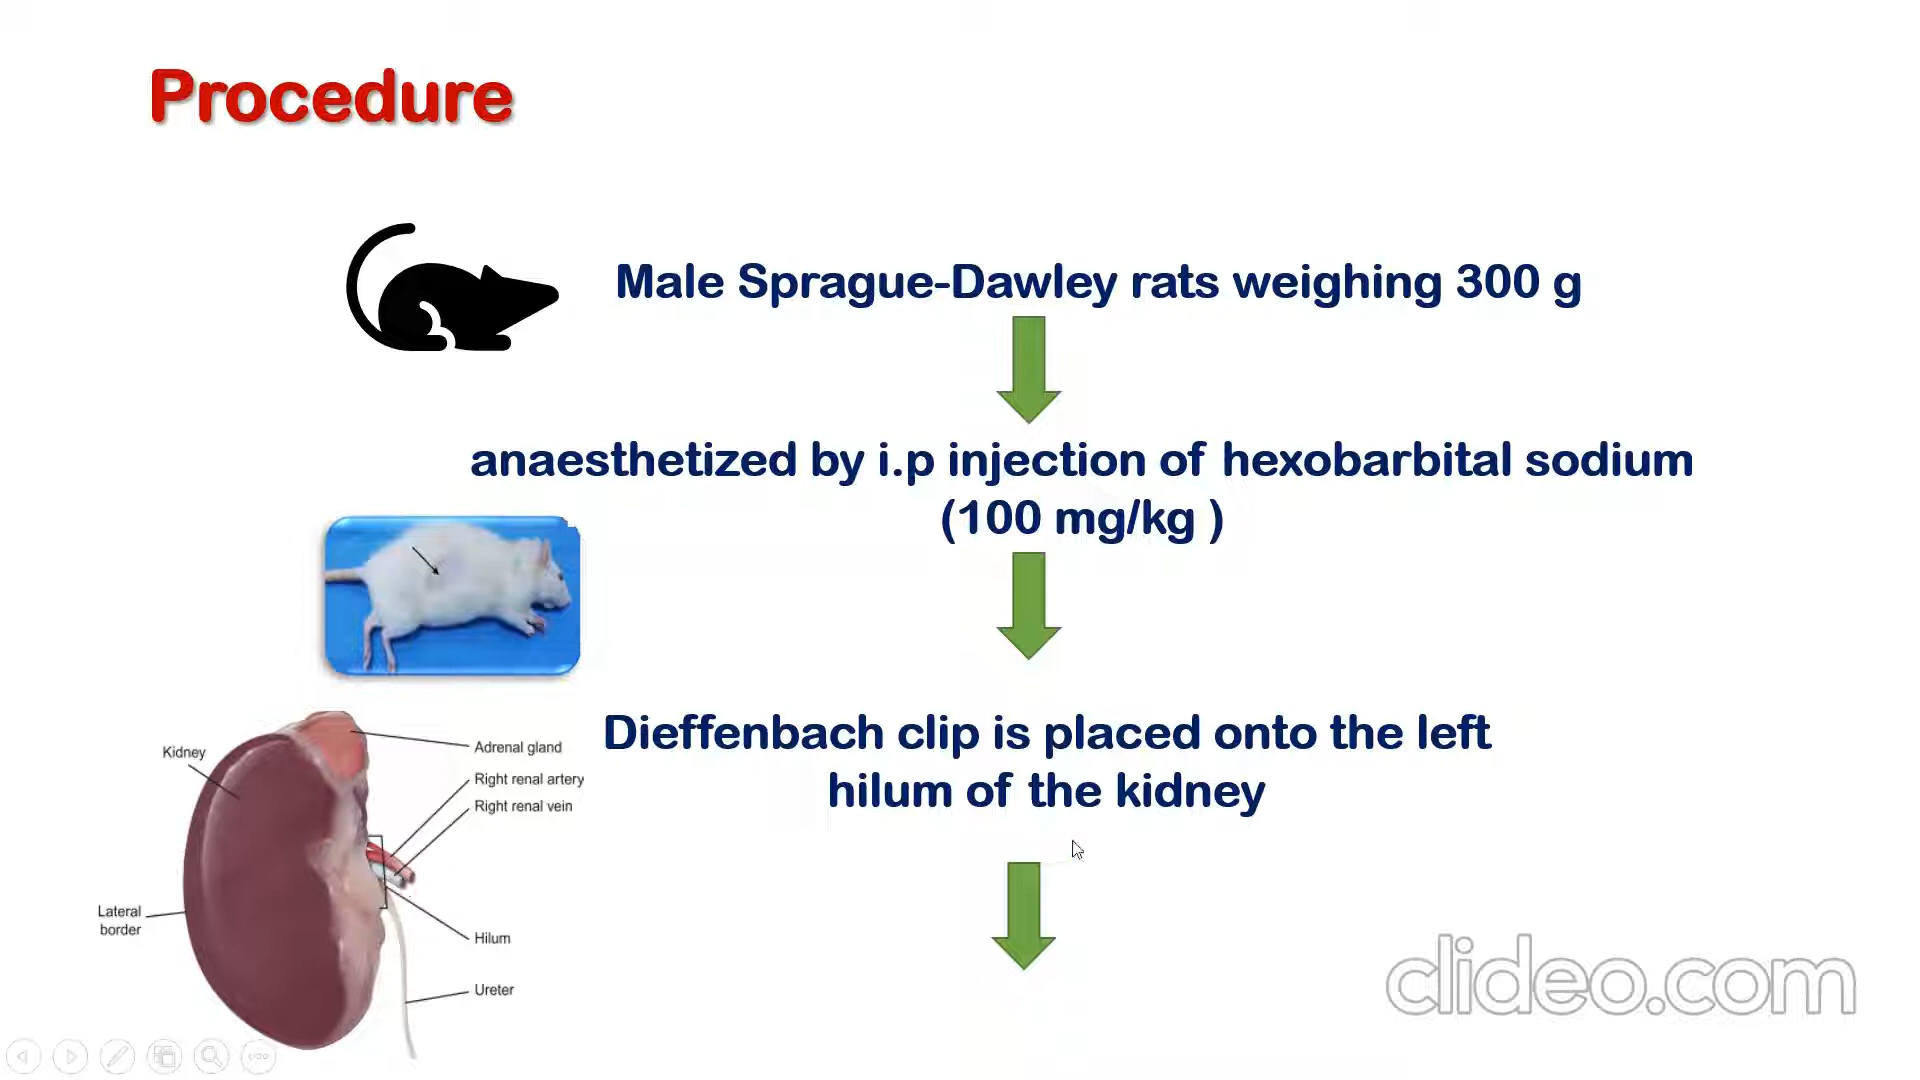 Procedure
Male Sprague-Dawley rats weighing 300 g
anaesthetized by i.p injection of hexobarbital sodium
(100 mg/kg )
Dieffenbach clip is placed onto the left
hilum of the kidney
Kidney
Adrenal gland
Right renal artery
Right renal vein
Lateral
border
Hilum
Ureter
clideo.com